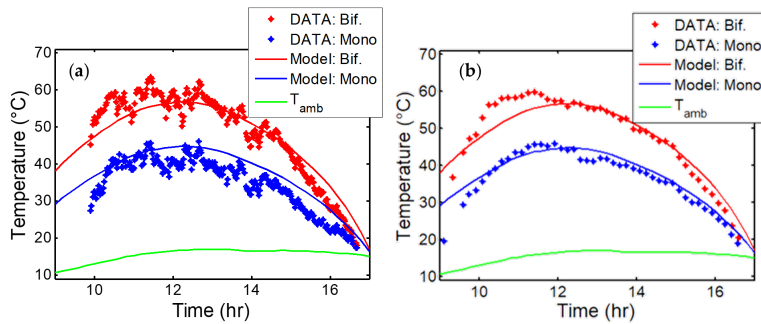 DATA: Bif.
DATA: Mono
Model: Bif.
Model: Mono
T amb
(a)
70
60
50
40
30
20
10
Temperature (°C)
10 12 14 16
Time (hr)
DATA: Bif.
DATA: Mono
Model: Bif.
Model: Mono
T amb
(b)
70
60
50
40
30
20
10
Temperature (°C)
10 12 14 16
Time (hr)